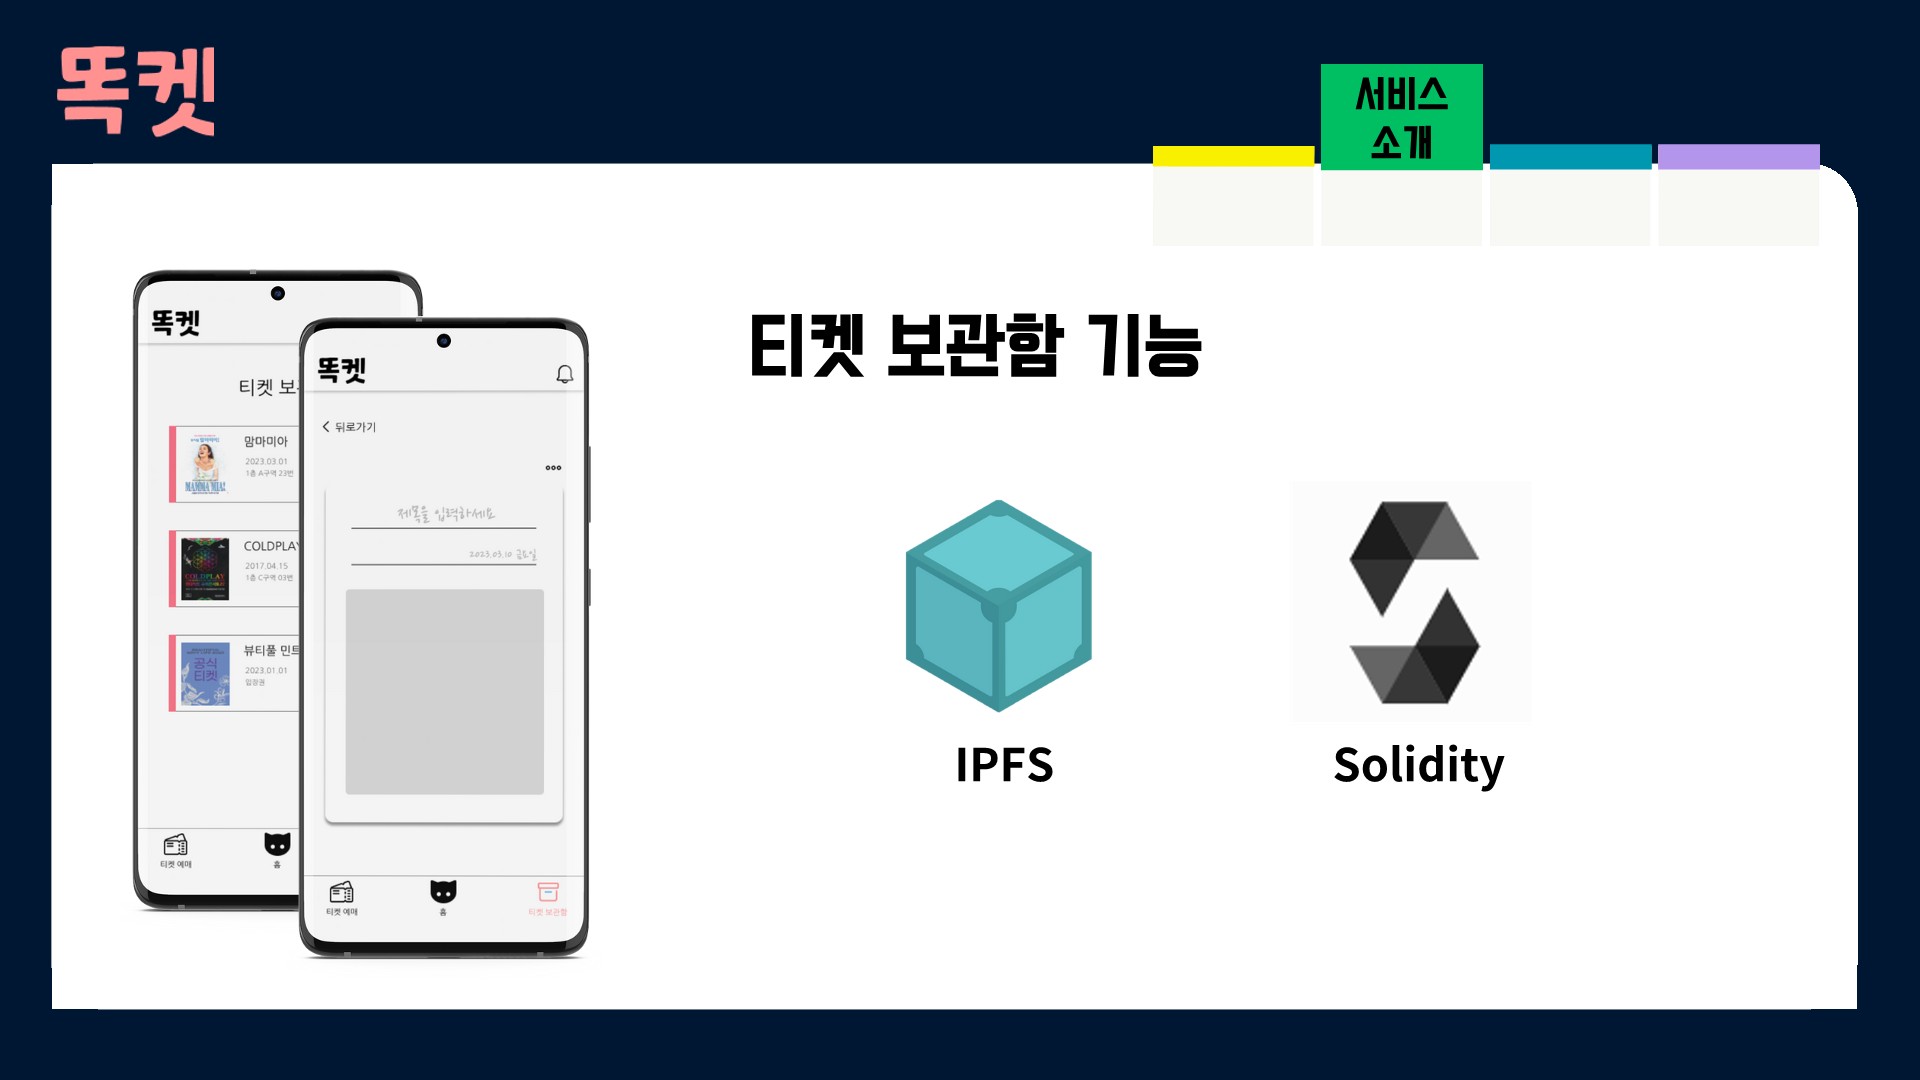 똑켓
서비스
소개
티켓 보관함 기능
IPFS
Solidity
똑켓
티켓 보
맘마미아
2023.03.01
1층 A구역 23번
MAMMA MIA!
COLDPLAY
2017.04.15
1층 C구역 03번
COLDPLAY
뷰티풀 민트
2023.01.01
입장권
공식
티켓
티켓 예매
홈
똑켓
뒤로가기
제목을 입력하세요
2023.03.10 금요일
티켓 예매
홈
티켓 보관함